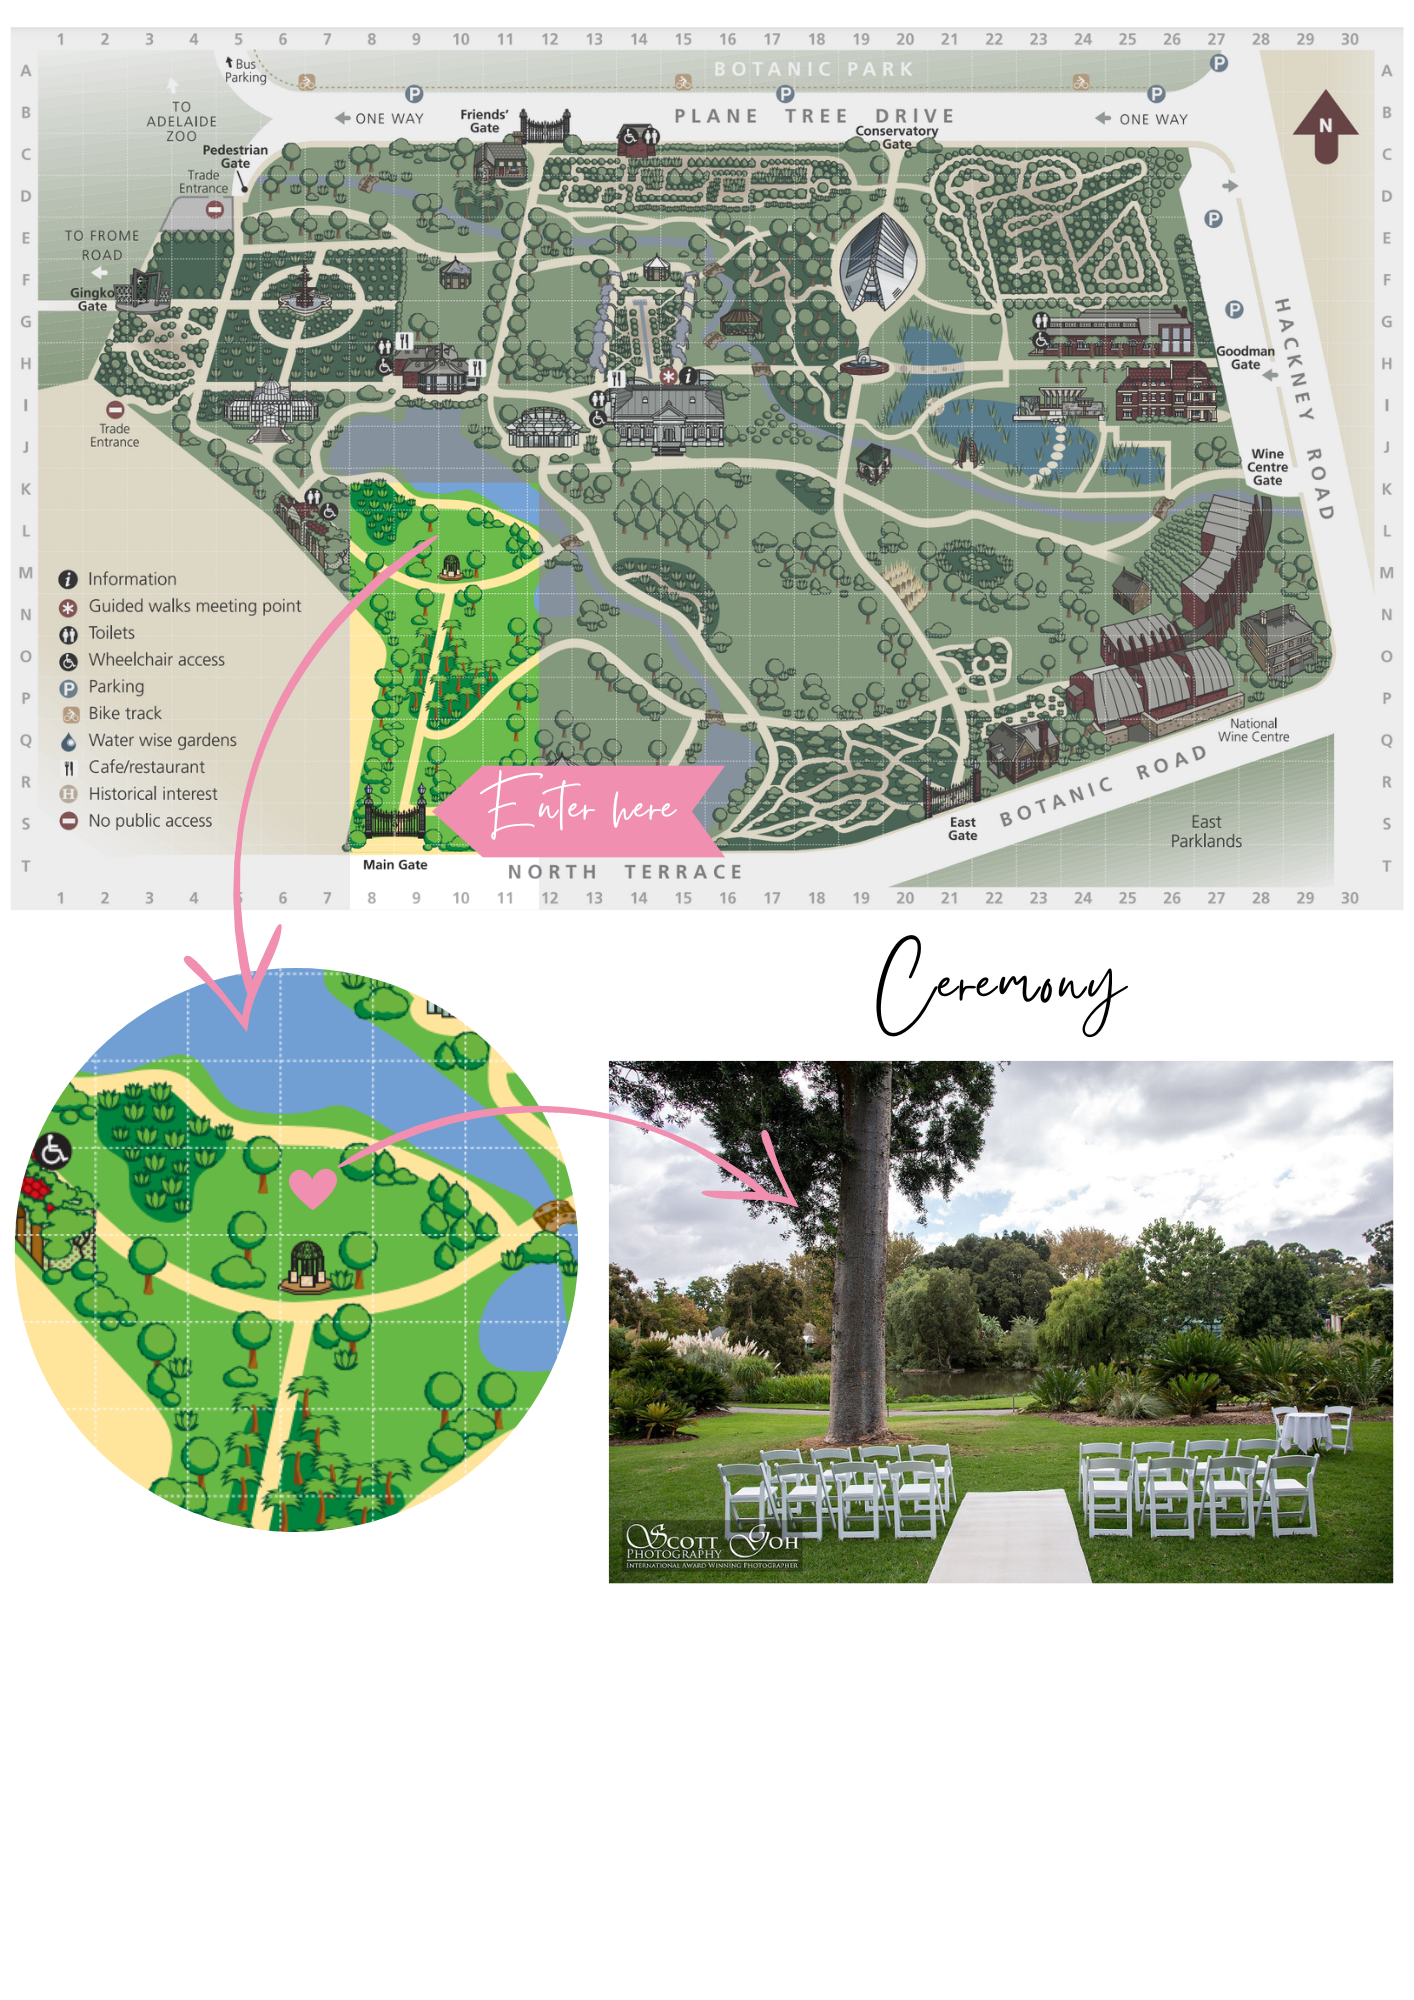 1 2 3 4 5 6 7 8 9 10 11 12 13 14 15 16 17 18 19 20 21 22 23 24 25 26 27 28 29 30
A
B
C
D
E
F
G
H
I
J
K
L
M
N
O
P
Q
R
S
T
A
B
C
D
E
F
G
H
I
J
K
L
M
N
O
P
Q
R
S
T
Bus
Parking
BOTANIC PARK
P
P
P
P
TO
ADELAIDE
ZOO
ONE WAY
Friends'
Gate
PLANE TREE DRIVE
Conservatory
Gate
ONE WAY
N
Pedestrian
Gate
Trade
Entrance
P
TO FROME
ROAD
Gingko
Gate
P
HACKNEY ROAD
Goodman
Gate
i
Trade
Entrance
Wine
Centre
Gate
i Information
Guided walks meeting point
Toilets
Wheelchair access
P Parking
Bike track
Water wise gardens
Cafe/restaurant
H Historical interest
No public access
National
Wine Centre
Enter here
BOTANIC ROAD
East
Gate
East
Parklands
Main Gate
NORTH TERRACE
1 2 3 4 5 6 7 8 9 10 11 12 13 14 15 16 17 18 19 20 21 22 23 24 25 26 27 28 29 30
Ceremony
SCOTT GOH
PHOTOGRAPHY
INTERNATIONAL AWARD WINNING PHOTOGRAPHER